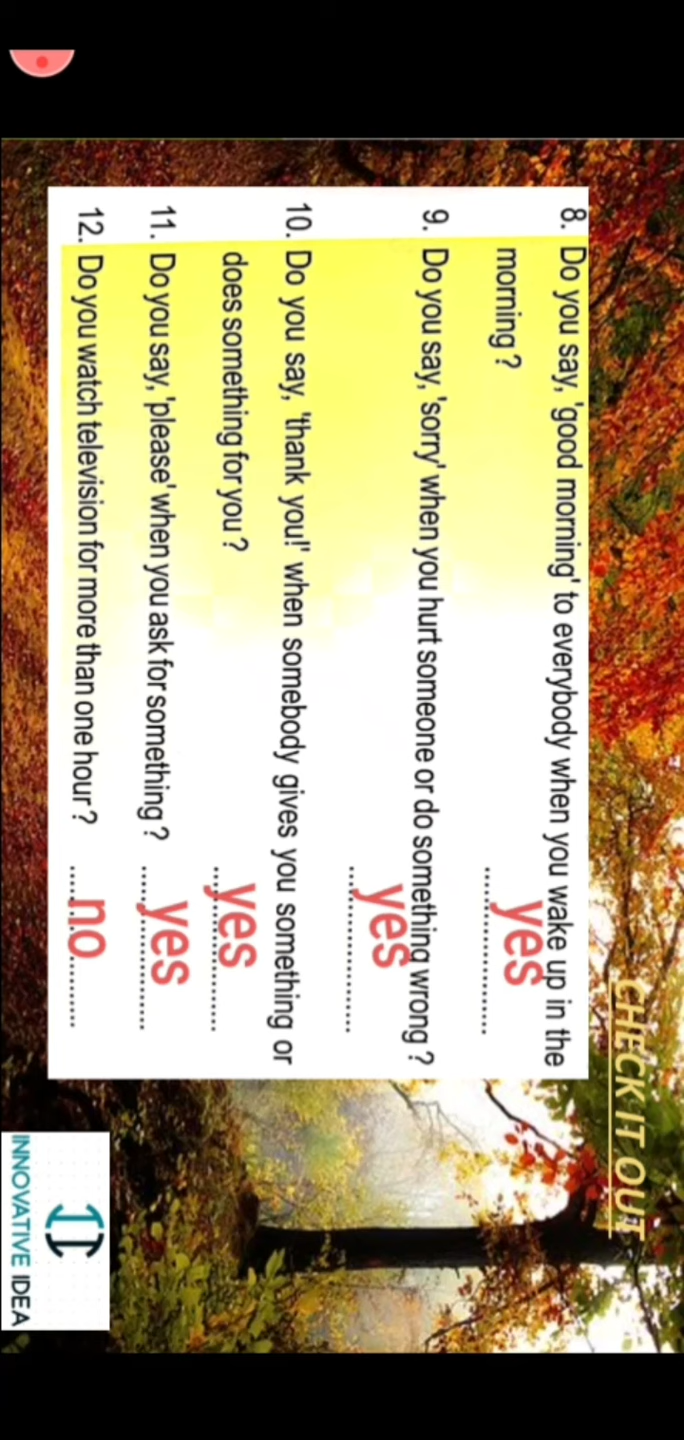 CHECK IT OUT
8. Do you say, 'good morning' to everybody when you wake up in the
morning ?
yes
9. Do you say, 'sorry' when you hurt someone or do something wrong ?
yes
10. Do you say, 'thank you!' when somebody gives you something or
does something for you ?
yes
11. Do you say, 'please' when you ask for something ? yes
12. Do you watch television for more than one hour ? no
INNOVATIVE IDEA